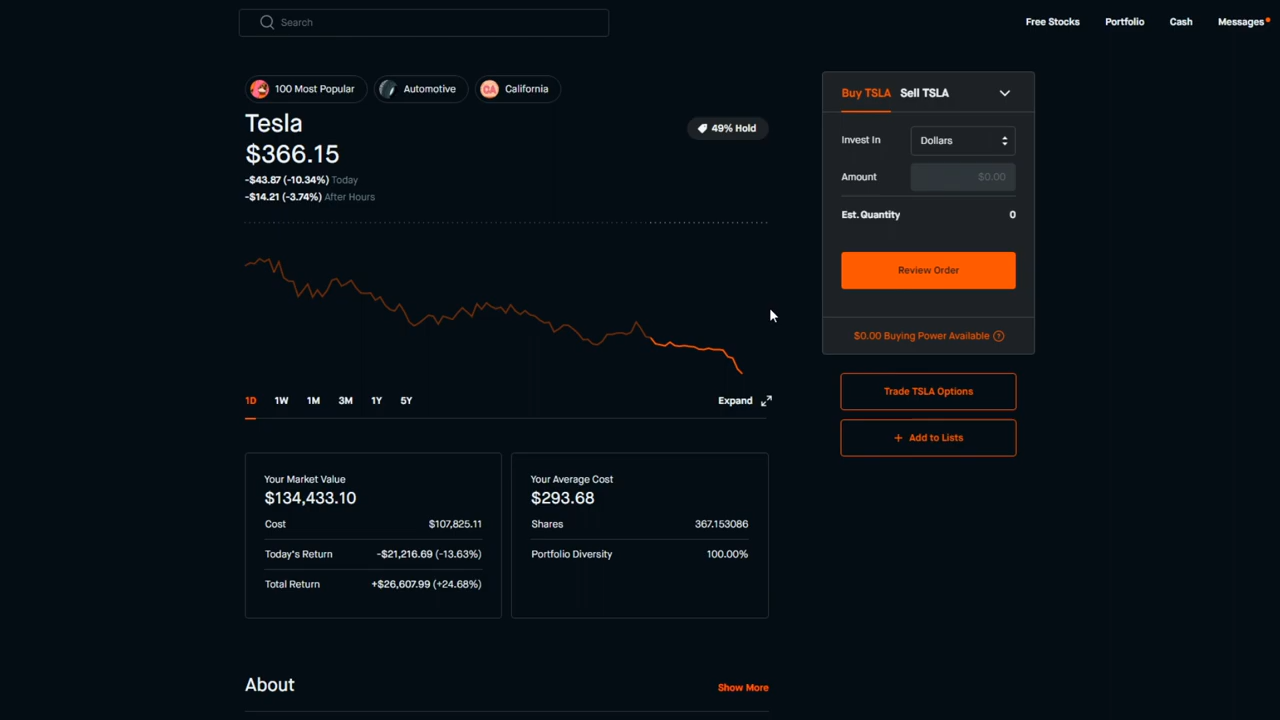 Search
Free Stocks Portfolio Cash Messages
100 Most Popular Automotive CA California
Tesla
$366.15
-$43.87 (-10.34%) Today
-$14.21 (-3.74%) After Hours
49% Hold
1D 1W 1M 3M 1Y 5Y
Expand
Your Market Value
$134,433.10
Cost $107,825.11
Today's Return -$21,216.69 (-13.63%)
Total Return +$26,607.99 (+24.68%)
Your Average Cost
$293.68
Shares 367.153086
Portfolio Diversity 100.00%
About
Show More
Buy TSLA Sell TSLA
Invest In Dollars
Amount $0.00
Est. Quantity 0
Review Order
$0.00 Buying Power Available ?
Trade TSLA Options
+ Add to Lists